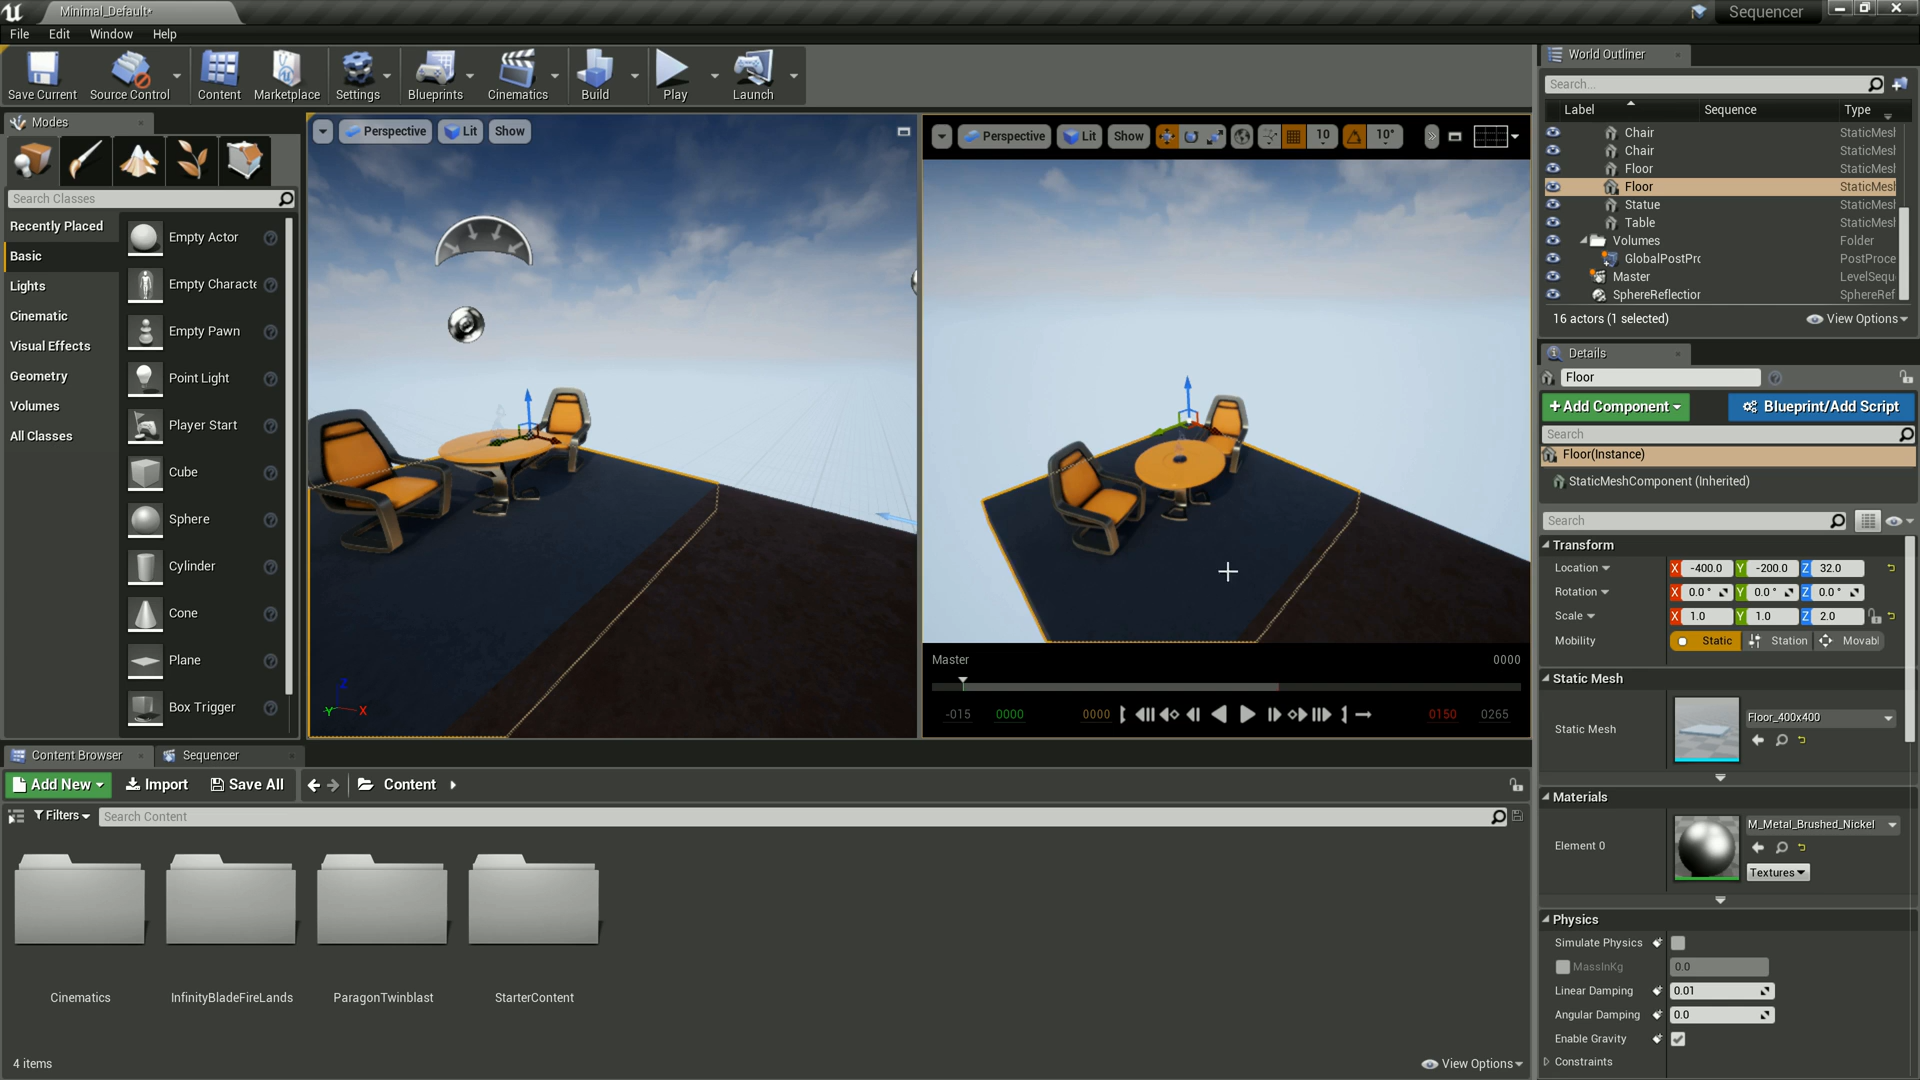 Minimal_Default*
Sequencer
File Edit Window Help
Save Current Source Control Content Marketplace Settings Blueprints Cinematics Build Play Launch
Modes
Search Classes
Recently Placed
Basic
Lights
Cinematic
Visual Effects
Geometry
Volumes
All Classes
Empty Actor
Empty Characte
Empty Pawn
Point Light
Player Start
Cube
Sphere
Cylinder
Cone
Plane
Box Trigger
Perspective Lit Show
Z
Y
X
Perspective Lit Show 10 10°
Master 0000
-015 0000 0000 0150 0265
World Outliner
Search...
Label Sequence Type
Chair StaticMesh
Chair StaticMesh
Floor StaticMesh
Floor StaticMesh
Statue StaticMesh
Table StaticMesh
Volumes Folder
GlobalPostPrc PostProce
Master LevelSequ
SphereReflection SphereRef
16 actors (1 selected) View Options
Details
Floor
+Add Component Blueprint/Add Script
Search
Floor(Instance)
StaticMeshComponent (Inherited)
Search
Transform
Location X -400.0 Y -200.0 Z 32.0
Rotation X 0.0 ° Y 0.0 ° Z 0.0 °
Scale X 1.0 Y 1.0 Z 2.0
Mobility Static Station Movabl
Static Mesh
Static Mesh Floor_400x400
Materials
Element 0 M_Metal_Brushed_Nickel
Textures
Physics
Simulate Physics
MassInKg 0.0
Linear Damping 0.01
Angular Damping 0.0
Enable Gravity
Constraints
Content Browser Sequencer
Add New Import Save All Content
Filters Search Content
Cinematics InfinityBladeFireLands ParagonTwinblast StarterContent
4 items View Options